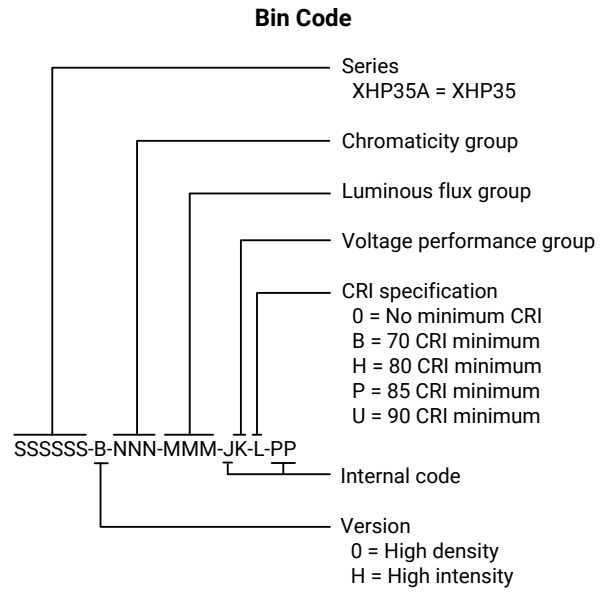 Bin Code
Series
XHP35A = XHP35
Chromaticity group
Luminous flux group
Voltage performance group
CRI specification
0 = No minimum CRI
B = 70 CRI minimum
H = 80 CRI minimum
P = 85 CRI minimum
U = 90 CRI minimum
SSSSSS-B-NNN-MMM-JK-L-PP
Internal code
Version
0 = High density
H = High intensity